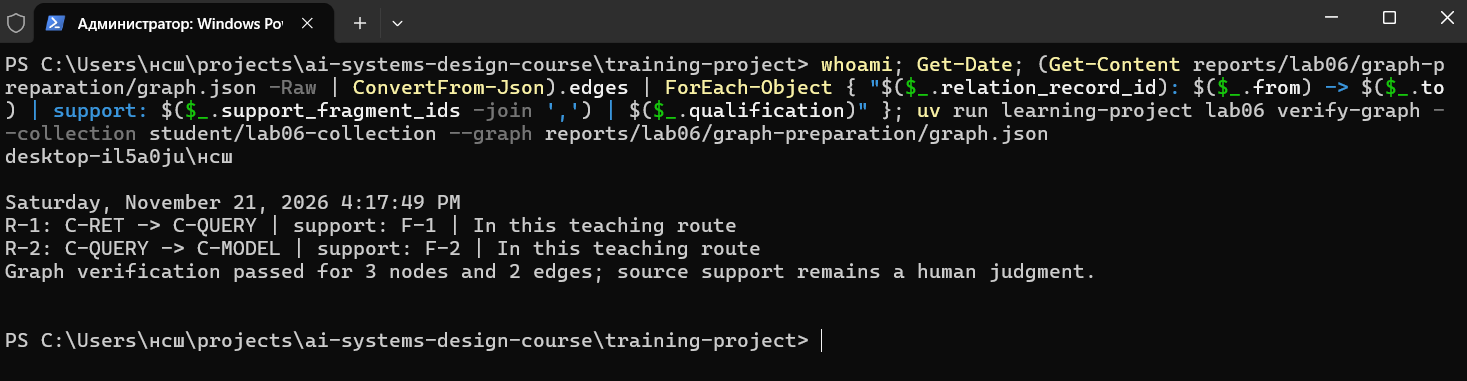 Администратор: Windows Pow
PS C:\Users\нсш\projects\ai-systems-design-course\training-project> whoami; Get-Date; (Get-Content reports/lab06/graph-p
reparation/graph.json -Raw | ConvertFrom-Json).edges | ForEach-Object { "$($_.relation_record_id): $($_.from) -> $($_.to
) | support: $($_.support_fragment_ids -join ',') | $($_.qualification)" }; uv run learning-project lab06 verify-graph -
-collection student/lab06-collection --graph reports/lab06/graph-preparation/graph.json
desktop-il5a0ju\нсш
Saturday, November 21, 2026 4:17:49 PM
R-1: C-RET -> C-QUERY | support: F-1 | In this teaching route
R-2: C-QUERY -> C-MODEL | support: F-2 | In this teaching route
Graph verification passed for 3 nodes and 2 edges; source support remains a human judgment.
PS C:\Users\нсш\projects\ai-systems-design-course\training-project>